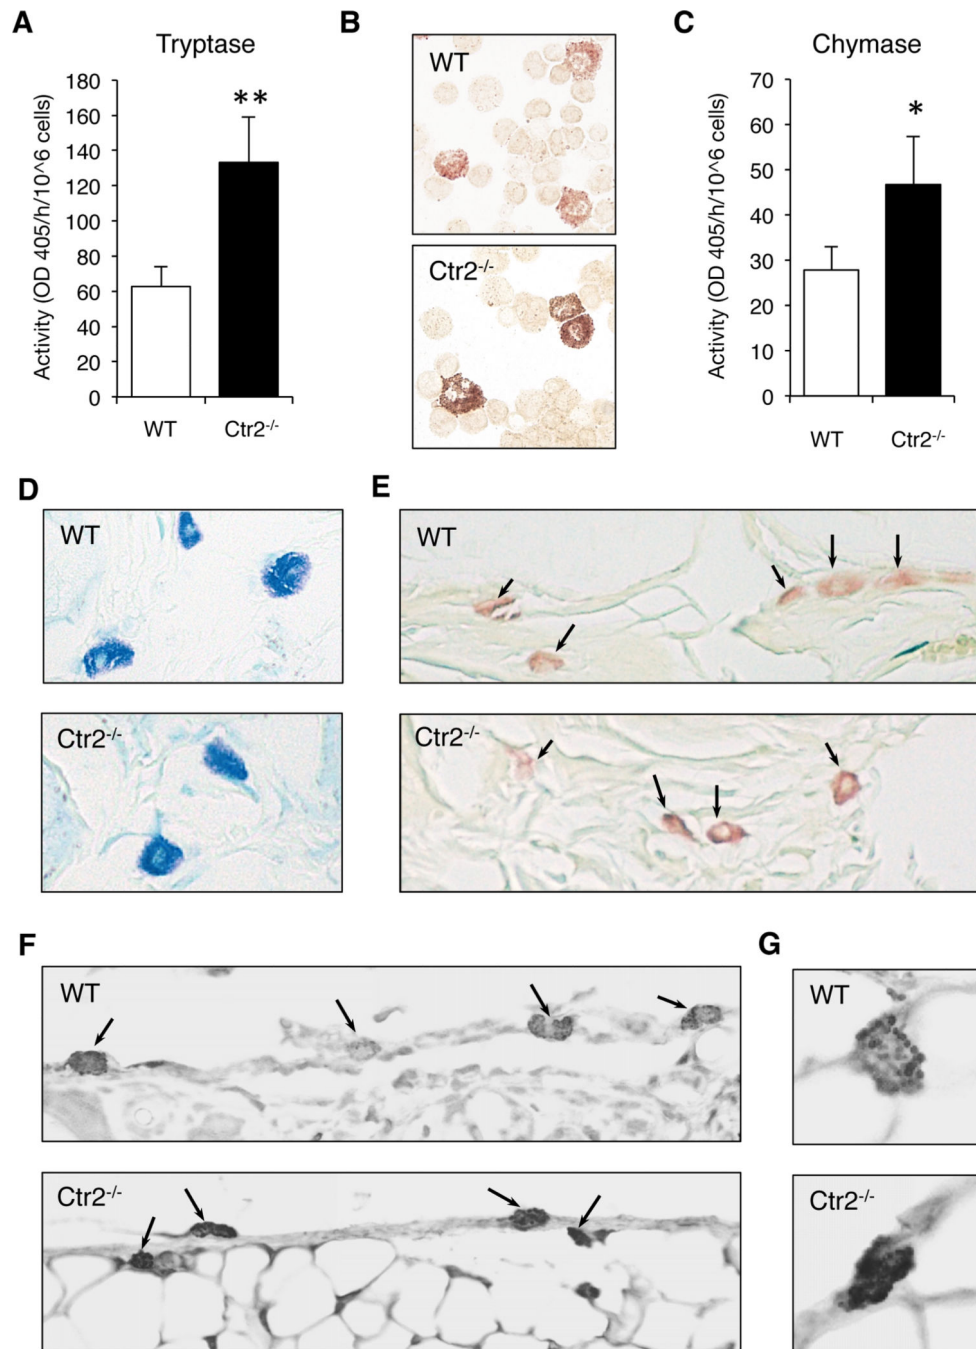 A
Tryptase
Activity (OD 405/h/10^6 cells)
180
160
140
120
100
80
60
40
20
0
**
WT
Ctr2-/-
B
WT
Ctr2-/-
C
Chymase
Activity (OD 405/h/10^6 cells)
70
60
50
40
30
20
10
0
*
WT
Ctr2-/-
D
WT
Ctr2-/-
E
WT
Ctr2-/-
F
WT
Ctr2-/-
G
WT
Ctr2-/-